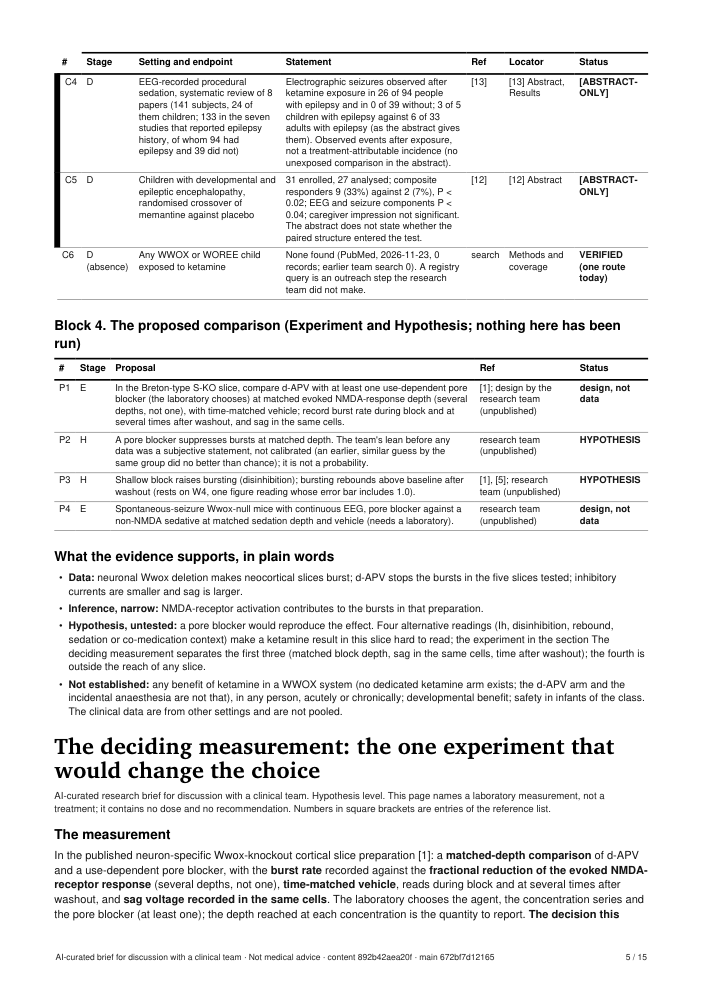 # Stage Setting and endpoint Statement Ref Locator Status
C4 D EEG-recorded procedural sedation, systematic review of 8 papers (141 subjects, 24 of them children; 133 in the seven studies that reported epilepsy history, of whom 94 had epilepsy and 39 did not) Electrographic seizures observed after ketamine exposure in 26 of 94 people with epilepsy and in 0 of 39 without; 3 of 5 children with epilepsy against 6 of 33 adults with epilepsy (as the abstract gives them). Observed events after exposure, not a treatment-attributable incidence (no unexposed comparison in the abstract). [13] [13] Abstract, Results [ABSTRACT-ONLY]
C5 D Children with developmental and epileptic encephalopathy, randomised crossover of memantine against placebo 31 enrolled, 27 analysed; composite responders 9 (33%) against 2 (7%), P < 0.02; EEG and seizure components P < 0.04; caregiver impression not significant. The abstract does not state whether the paired structure entered the test. [12] [12] Abstract [ABSTRACT-ONLY]
C6 D (absence) Any WWOX or WOREE child exposed to ketamine None found (PubMed, 2026-11-23, 0 records; earlier team search 0). A registry query is an outreach step the research team did not make. search Methods and coverage VERIFIED (one route today)
Block 4. The proposed comparison (Experiment and Hypothesis; nothing here has been
run)
# Stage Proposal Ref Status
P1 E In the Breton-type S-KO slice, compare d-APV with at least one use-dependent pore blocker (the laboratory chooses) at matched evoked NMDA-response depth (several depths, not one), with time-matched vehicle; record burst rate during block and at several times after washout, and sag in the same cells. [1]; design by the research team (unpublished) design, not data
P2 H A pore blocker suppresses bursts at matched depth. The team's lean before any data was a subjective statement, not calibrated (an earlier, similar guess by the same group did no better than chance); it is not a probability. research team (unpublished) HYPOTHESIS
P3 H Shallow block raises bursting (disinhibition); bursting rebounds above baseline after washout (rests on W4, one figure reading whose error bar includes 1.0). [1], [5]; research team (unpublished) HYPOTHESIS
P4 E Spontaneous-seizure Wwox-null mice with continuous EEG, pore blocker against a non-NMDA sedative at matched sedation depth and vehicle (needs a laboratory). research team (unpublished) design, not data
What the evidence supports, in plain words
• Data: neuronal Wwox deletion makes neocortical slices burst; d-APV stops the bursts in the five slices tested; inhibitory
currents are smaller and sag is larger.
• Inference, narrow: NMDA-receptor activation contributes to the bursts in that preparation.
• Hypothesis, untested: a pore blocker would reproduce the effect. Four alternative readings (Ih, disinhibition, rebound,
sedation or co-medication context) make a ketamine result in this slice hard to read; the experiment in the section The
deciding measurement separates the first three (matched block depth, sag in the same cells, time after washout); the fourth is
outside the reach of any slice.
• Not established: any benefit of ketamine in a WWOX system (no dedicated ketamine arm exists; the d-APV arm and the
incidental anaesthesia are not that), in any person, acutely or chronically; developmental benefit; safety in infants of the class.
The clinical data are from other settings and are not pooled.
The deciding measurement: the one experiment that
would change the choice
AI-curated research brief for discussion with a clinical team. Hypothesis level. This page names a laboratory measurement, not a
treatment; it contains no dose and no recommendation. Numbers in square brackets are entries of the reference list.
The measurement
In the published neuron-specific Wwox-knockout cortical slice preparation [1]: a matched-depth comparison of d-APV
and a use-dependent pore blocker, with the burst rate recorded against the fractional reduction of the evoked NMDA-
receptor response (several depths, not one), time-matched vehicle, reads during block and at several times after
washout, and sag voltage recorded in the same cells. The laboratory chooses the agent, the concentration series and
the pore blocker (at least one); the depth reached at each concentration is the quantity to report. The decision this
AI-curated brief for discussion with a clinical team · Not medical advice · content 892b42aea20f · main 672bf7d12165 5 / 15